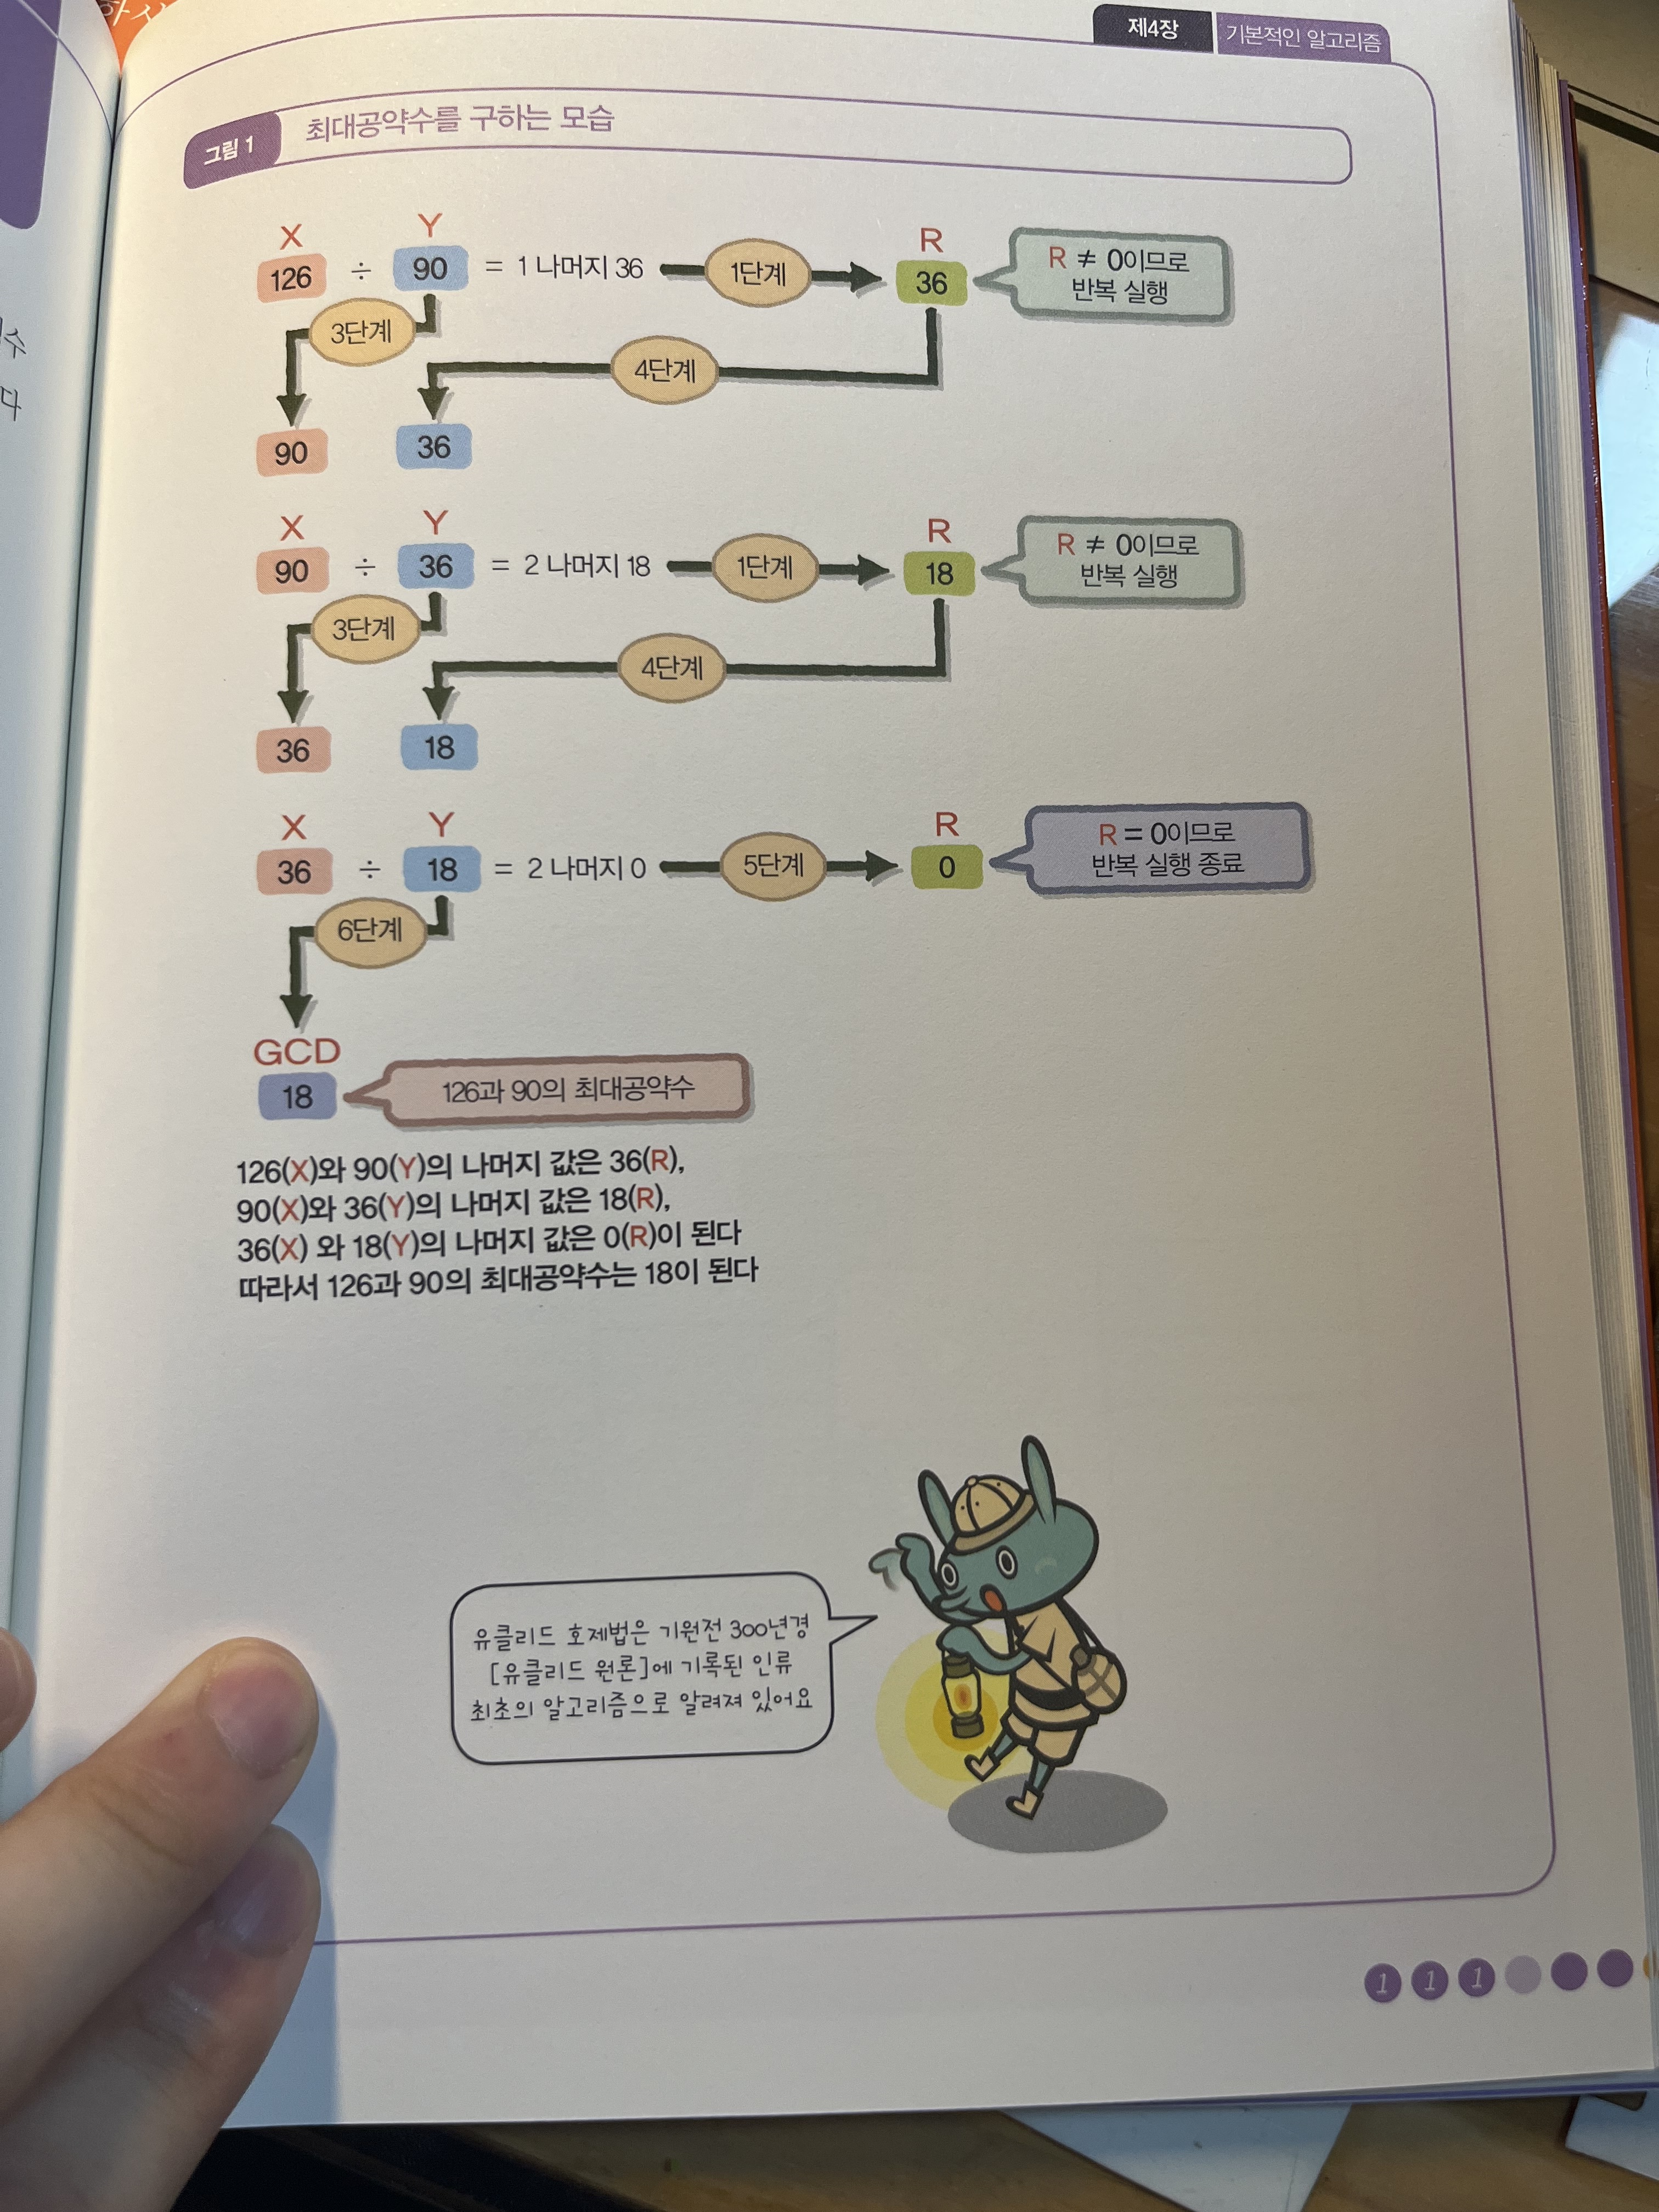 제4장 기본적인 알고리즘
그림 1 최대공약수를 구하는 모습
X Y R
126 ÷ 90 = 1 나머지 36 1단계 36
R ≠ 0이므로
반복 실행
3단계
4단계
90 36
X Y R
90 ÷ 36 = 2 나머지 18 1단계 18
R ≠ 0이므로
반복 실행
3단계
4단계
36 18
X Y R
36 ÷ 18 = 2 나머지 0 5단계 0
R = 0이므로
반복 실행 종료
6단계
GCD
18 126과 90의 최대공약수
126(X)와 90(Y)의 나머지 값은 36(R),
90(X)와 36(Y)의 나머지 값은 18(R),
36(X) 와 18(Y)의 나머지 값은 0(R)이 된다
따라서 126과 90의 최대공약수는 18이 된다
유클리드 호제법은 기원전 300년경
[유클리드 원론]에 기록된 인류
최초의 알고리즘으로 알려져 있어요
1 1 1